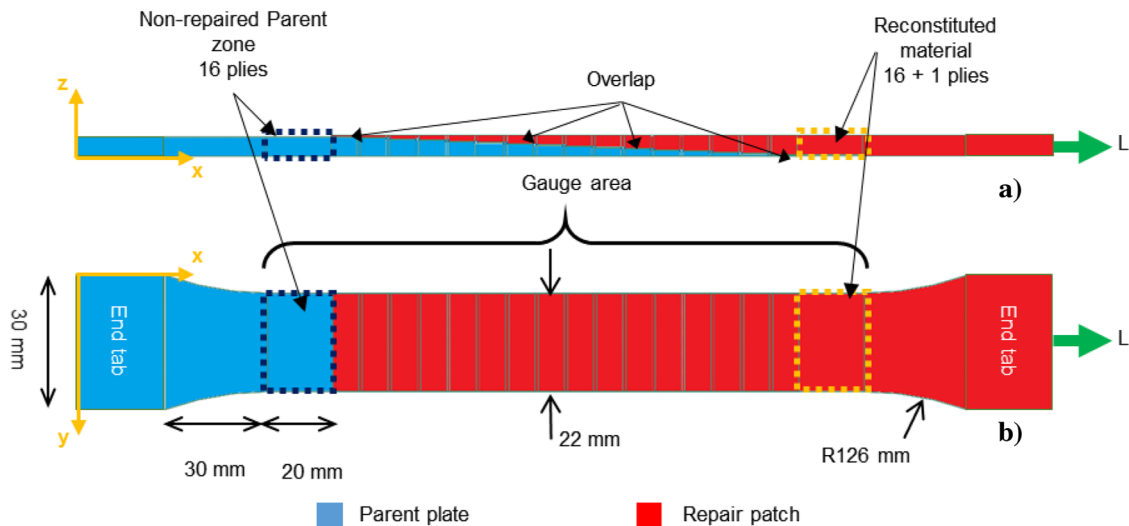 Non-repaired Parent
zone
16 plies
Reconstituted
material
16 + 1 plies
Overlap
z
x
L
a)
Gauge area
x
30 mm
End tab
End tab
L
y
22 mm
b)
30 mm
20 mm
R126 mm
Parent plate
Repair patch